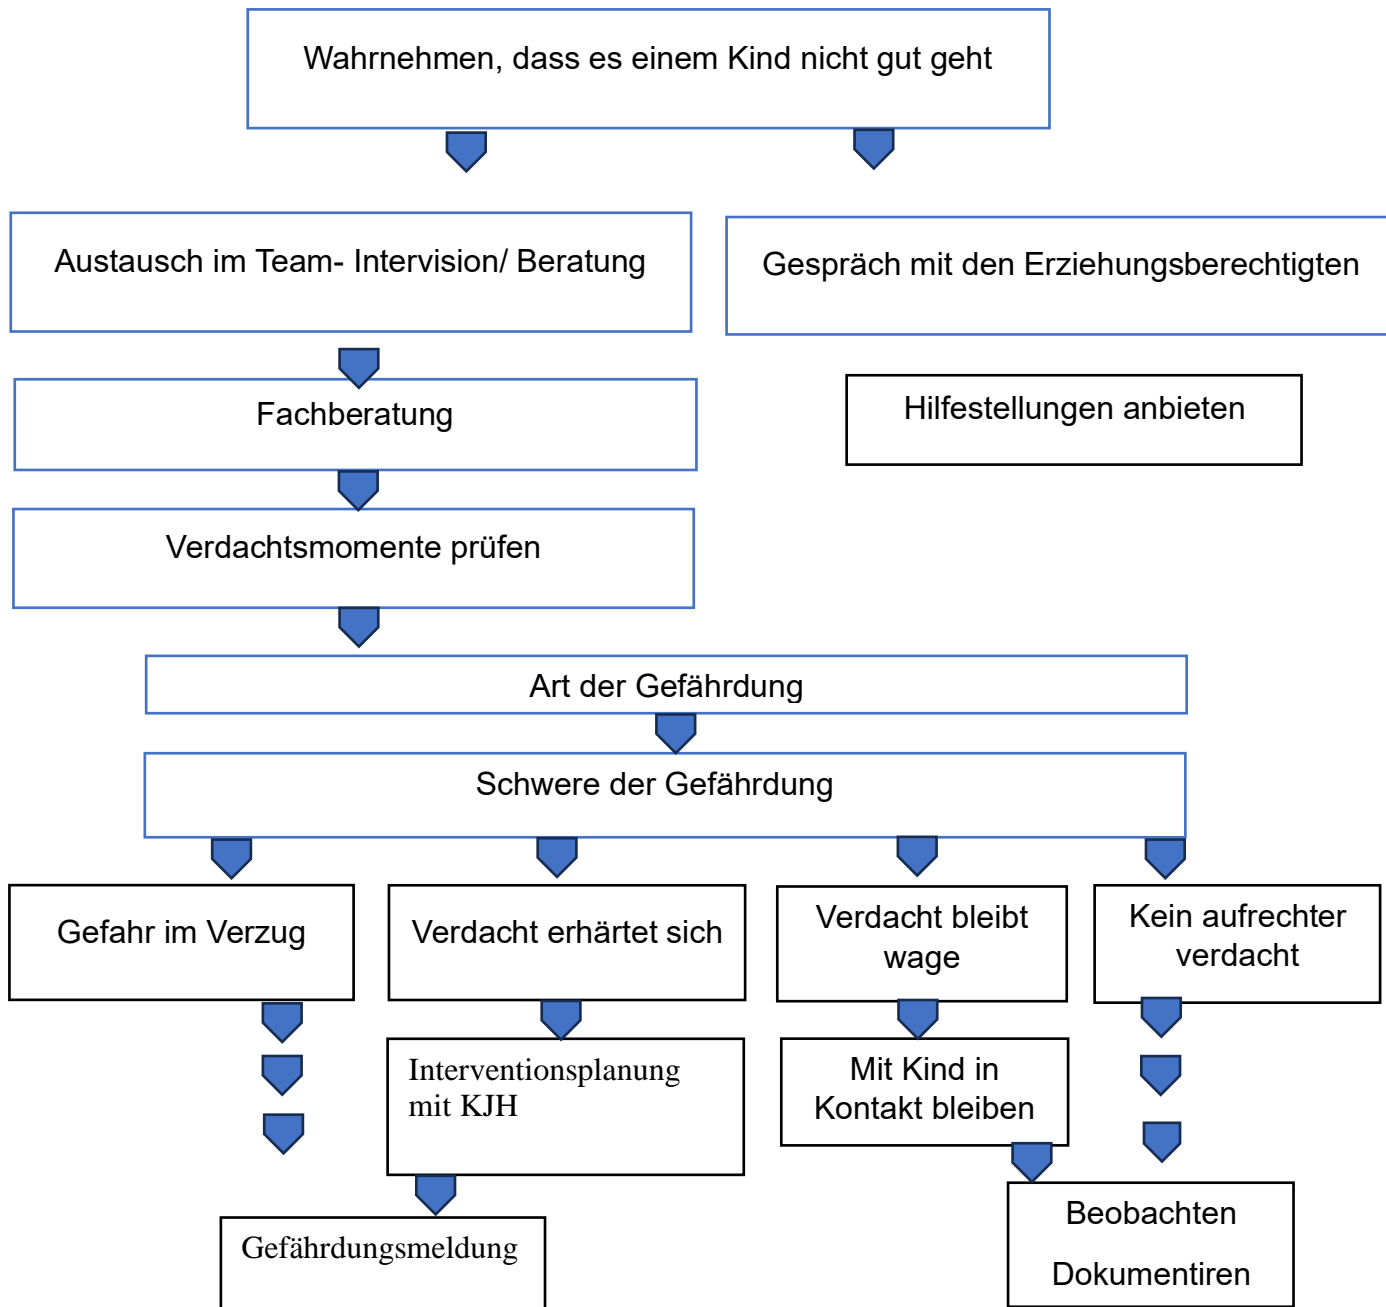 Wahrnehmen, dass es einem Kind nicht gut geht
Austausch im Team- Intervision/ Beratung
Gespräch mit den Erziehungsberechtigten
Fachberatung
Hilfestellungen anbieten
Verdachtsmomente prüfen
Art der Gefährdung
Schwere der Gefährdung
Gefahr im Verzug
Verdacht erhärtet sich
Verdacht bleibt
wage
Kein aufrechter
verdacht
Interventionsplanung
mit KJH
Mit Kind in
Kontakt bleiben
Gefährdungsmeldung
Beobachten
Dokumentiren